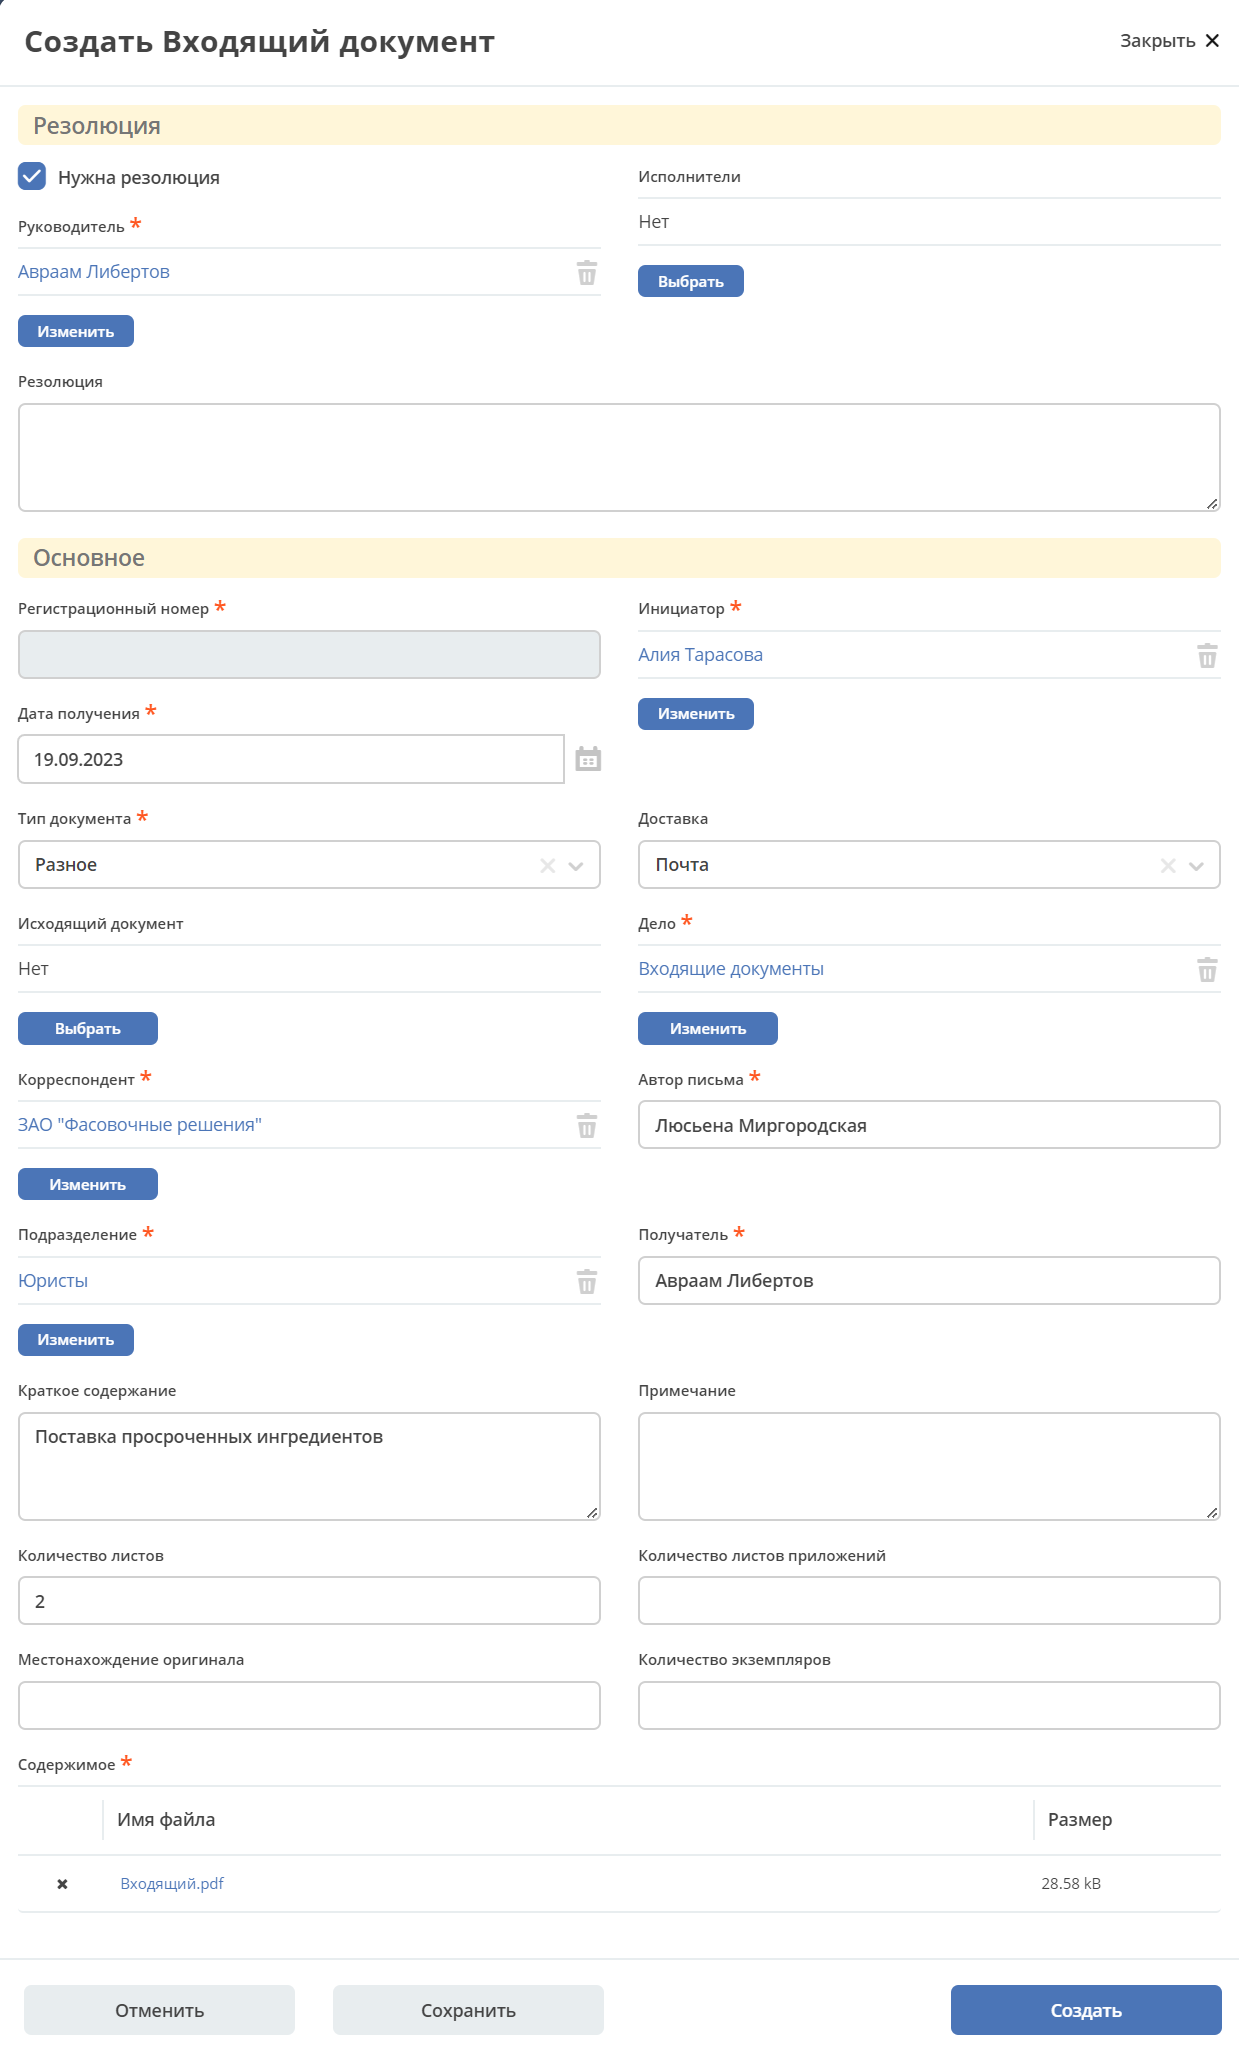 Создать Входящий документ
Закрыть
Резолюция
Нужна резолюция
Исполнители
Руководитель *
Нет
Авраам Либертов
Выбрать
Изменить
Резолюция
Основное
Регистрационный номер *
Инициатор *
Алия Тарасова
Дата получения *
Изменить
19.09.2023
Тип документа *
Доставка
Разное
Почта
Исходящий документ
Дело *
Нет
Входящие документы
Выбрать
Изменить
Корреспондент *
Автор письма *
ЗАО "Фасовочные решения"
Люсьена Миргородская
Изменить
Подразделение *
Получатель *
Юристы
Авраам Либертов
Изменить
Краткое содержание
Примечание
Поставка просроченных ингредиентов
Количество листов
Количество листов приложений
2
Местонахождение оригинала
Количество экземпляров
Содержимое *
Имя файла
Размер
Входящий.pdf
28.58 kB
Отменить
Сохранить
Создать